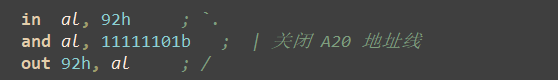 in al, 92h ; `.
and al, 11111101b ; | 关闭 A20 地址线
out 92h, al ; /